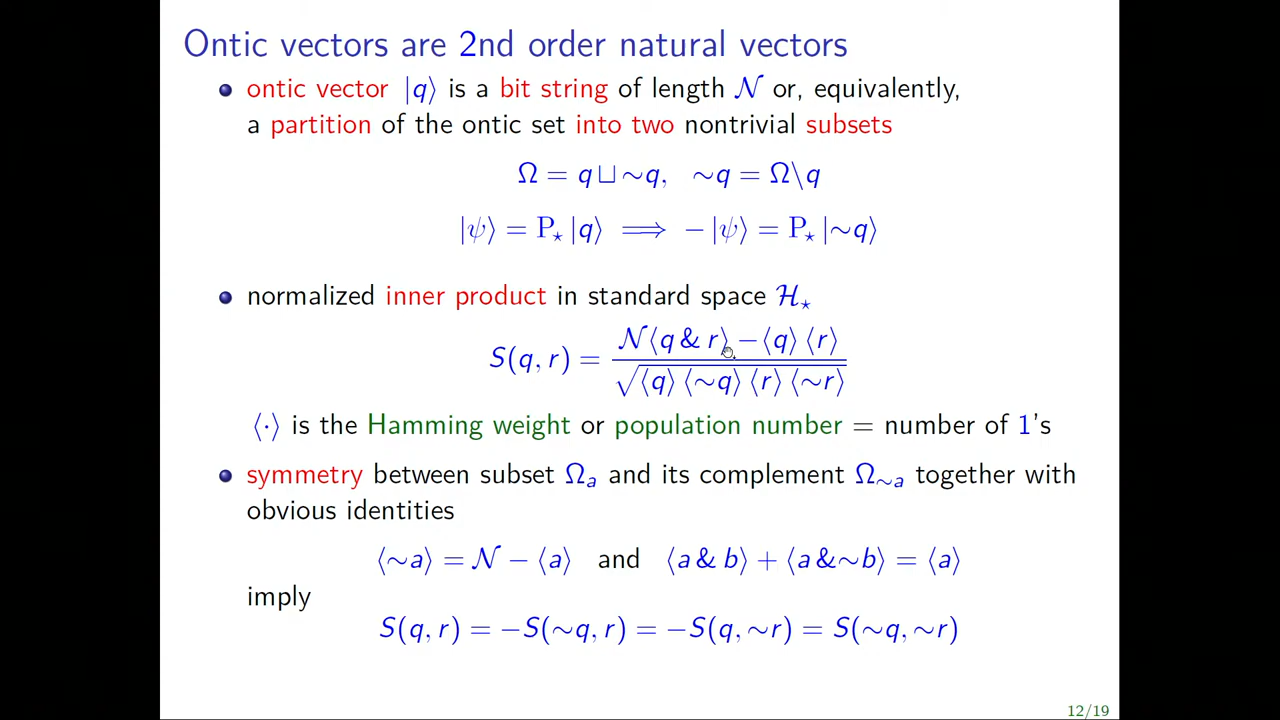 Ontic vectors are 2nd order natural vectors
ontic vector |q⟩ is a bit string of length 𝒩 or, equivalently,
a partition of the ontic set into two nontrivial subsets
Ω = q ⊔ ∼q, ∼q = Ω\q
|ψ⟩ = P⋆ |q⟩ ⟹ − |ψ⟩ = P⋆ |∼q⟩
normalized inner product in standard space ℋ⋆
S(q, r) = 𝒩⟨q & r⟩ − ⟨q⟩ ⟨r⟩ / √⟨q⟩ ⟨∼q⟩ ⟨r⟩ ⟨∼r⟩
⟨·⟩ is the Hamming weight or population number = number of 1's
symmetry between subset Ωₐ and its complement Ω∼ₐ together with
obvious identities
⟨∼a⟩ = 𝒩 − ⟨a⟩ and ⟨a & b⟩ + ⟨a &∼b⟩ = ⟨a⟩
imply
S(q, r) = −S(∼q, r) = −S(q, ∼r) = S(∼q, ∼r)
12/19